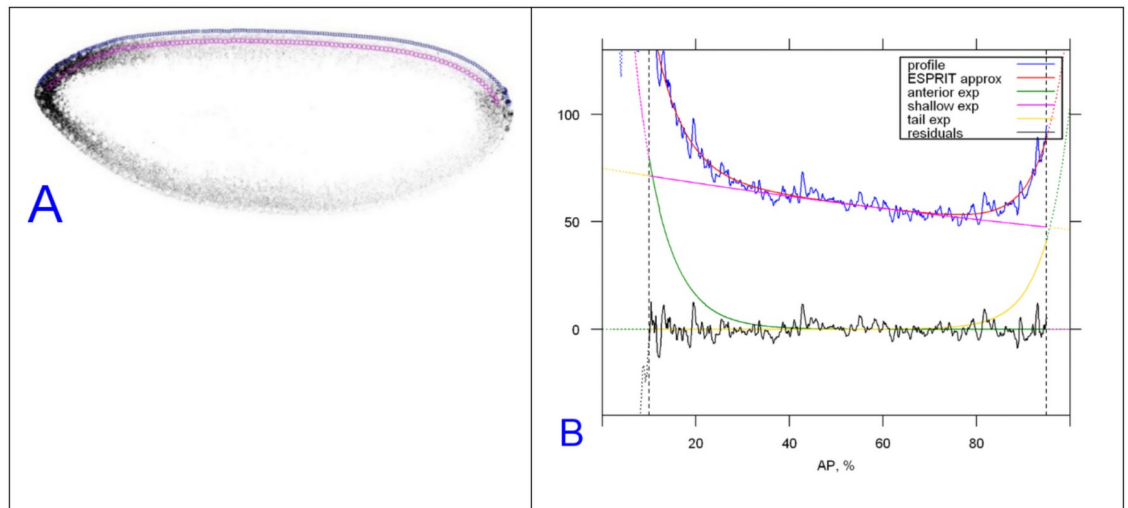 A
profile
ESPRIT approx
anterior exp
shallow exp
tail exp
residuals
100
50
0
B
20 40 60 80
AP, %